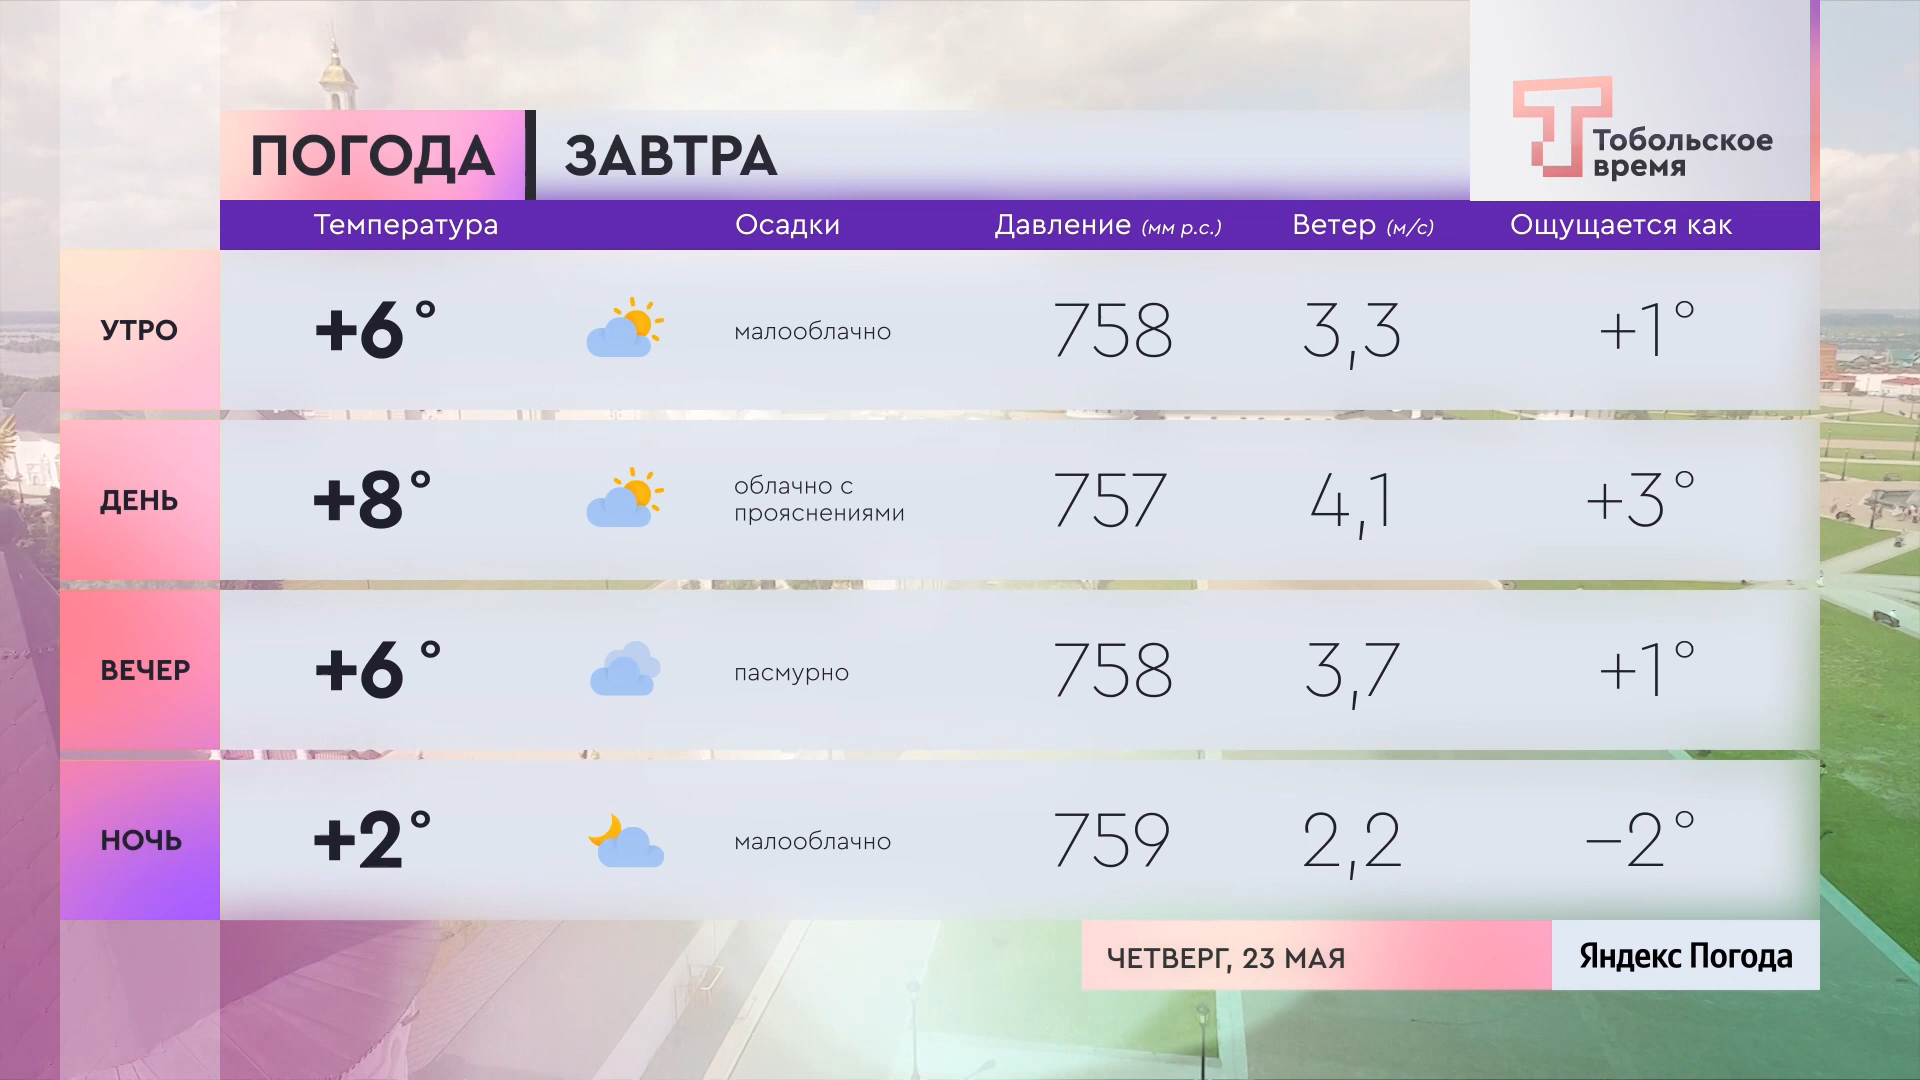 ПОГОДА ЗАВТРА
Тобольское
время
Температура Осадки Давление (мм р.с.) Ветер (м/с) Ощущается как
УТРО +6° малооблачно 758 3,3 +1°
ДЕНЬ +8° облачно с
прояснениями 757 4,1 +3°
ВЕЧЕР +6° пасмурно 758 3,7 +1°
НОЧЬ +2° малооблачно 759 2,2 –2°
ЧЕТВЕРГ, 23 МАЯ Яндекс Погода